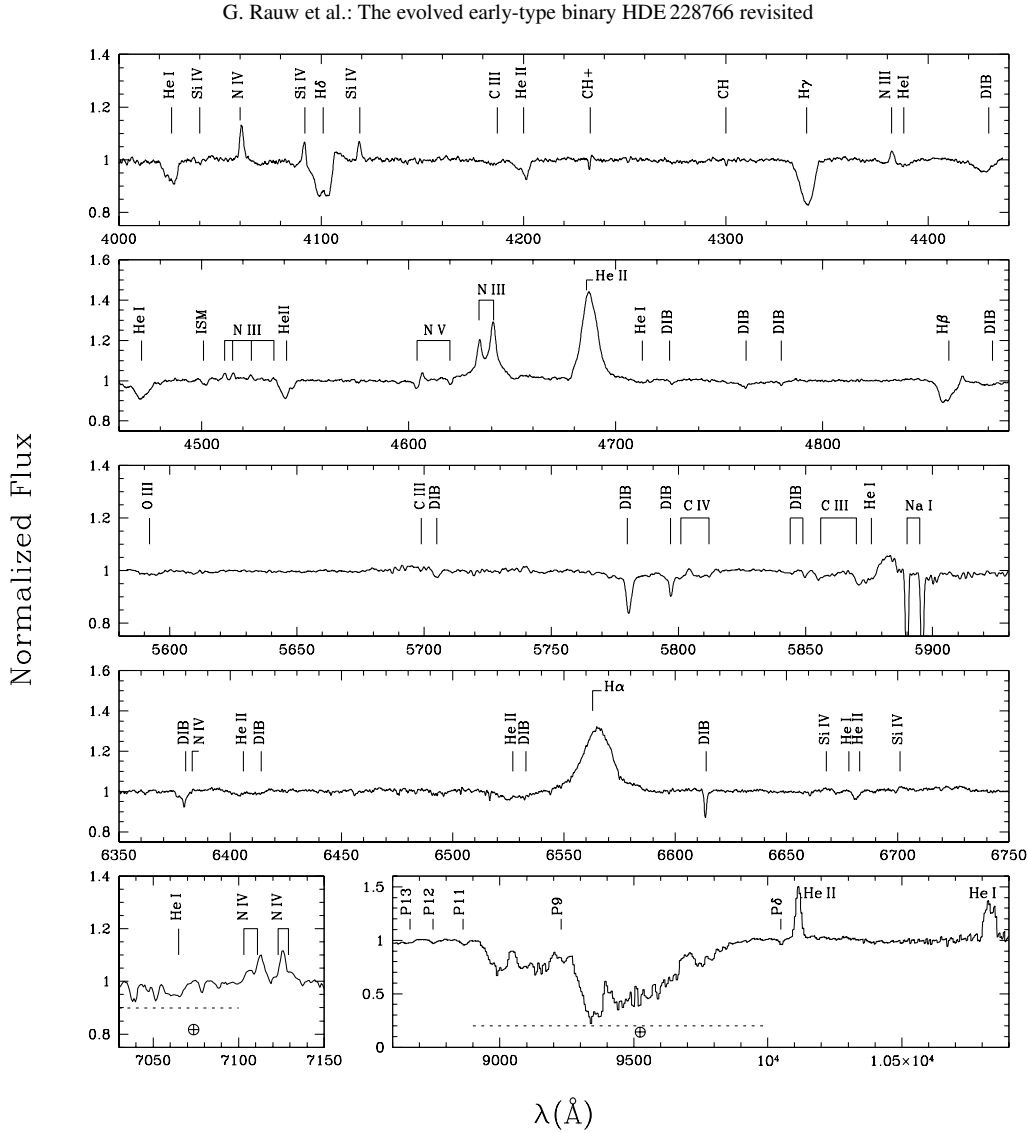 G. Rauw et al.: The evolved early-type binary HDE 228766 revisited
Normalized Flux
1.4
1.2
1
0.8
He I
Si IV
N IV
Si IV
Hδ
Si IV
C III
He II
CH+
CH
Hγ
N III
HeI
DIB
4000 4100 4200 4300 4400
1.6
1.4
1.2
1
0.8
He I
ISM
N III
HeII
N V
N III
He II
He I
DIB
DIB
DIB
Hβ
DIB
4500 4600 4700 4800
1.4
1.2
1
0.8
O III
C III
DIB
DIB
DIB
C IV
DIB
C III
He I
Na I
5600 5650 5700 5750 5800 5850 5900
1.6
1.4
1.2
1
0.8
DIB
N IV
He II
DIB
He II
DIB
Hα
DIB
Si IV
He I
He II
Si IV
6350 6400 6450 6500 6550 6600 6650 6700 6750
1.4
1.2
1
0.8
He I
N IV
N IV
⊕
7050 7100 7150
1.5
1
0.5
0
P13
P12
P11
P9
Pδ
He II
He I
⊕
9000 9500 10⁴ 1.05×10⁴
λ(Å)